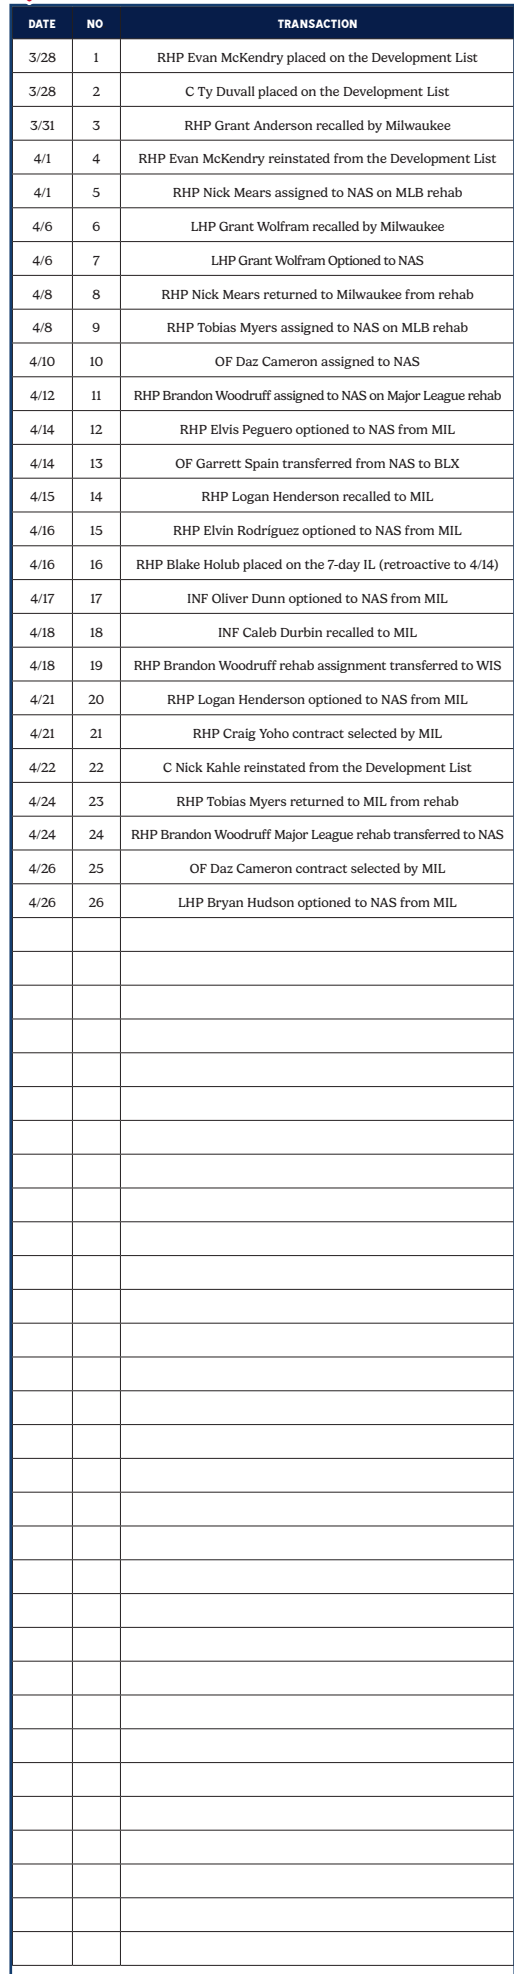 DATE NO TRANSACTION
3/28 1 RHP Evan McKendry placed on the Development List
3/28 2 C Ty Duvall placed on the Development List
3/31 3 RHP Grant Anderson recalled by Milwaukee
4/1 4 RHP Evan McKendry reinstated from the Development List
4/1 5 RHP Nick Mears assigned to NAS on MLB rehab
4/6 6 LHP Grant Wolfram recalled by Milwaukee
4/6 7 LHP Grant Wolfram Optioned to NAS
4/8 8 RHP Nick Mears returned to Milwaukee from rehab
4/8 9 RHP Tobias Myers assigned to NAS on MLB rehab
4/10 10 OF Daz Cameron assigned to NAS
4/12 11 RHP Brandon Woodruff assigned to NAS on Major League rehab
4/14 12 RHP Elvis Peguero optioned to NAS from MIL
4/14 13 OF Garrett Spain transferred from NAS to BLX
4/15 14 RHP Logan Henderson recalled to MIL
4/16 15 RHP Elvin Rodríguez optioned to NAS from MIL
4/16 16 RHP Blake Holub placed on the 7-day IL (retroactive to 4/14)
4/17 17 INF Oliver Dunn optioned to NAS from MIL
4/18 18 INF Caleb Durbin recalled to MIL
4/18 19 RHP Brandon Woodruff rehab assignment transferred to WIS
4/21 20 RHP Logan Henderson optioned to NAS from MIL
4/21 21 RHP Craig Yoho contract selected by MIL
4/22 22 C Nick Kahle reinstated from the Development List
4/24 23 RHP Tobias Myers returned to MIL from rehab
4/24 24 RHP Brandon Woodruff Major League rehab transferred to NAS
4/26 25 OF Daz Cameron contract selected by MIL
4/26 26 LHP Bryan Hudson optioned to NAS from MIL